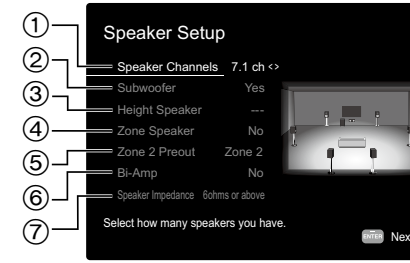 Speaker Setup
① Speaker Channels 7.1 ch <>
② Subwoofer Yes
③ Height Speaker ---
④ Zone Speaker No
⑤ Zone 2 Preout Zone 2
⑥ Bi-Amp No
⑦ Speaker Impedance 6ohms or above
Select how many speakers you have.
ENTER Nex